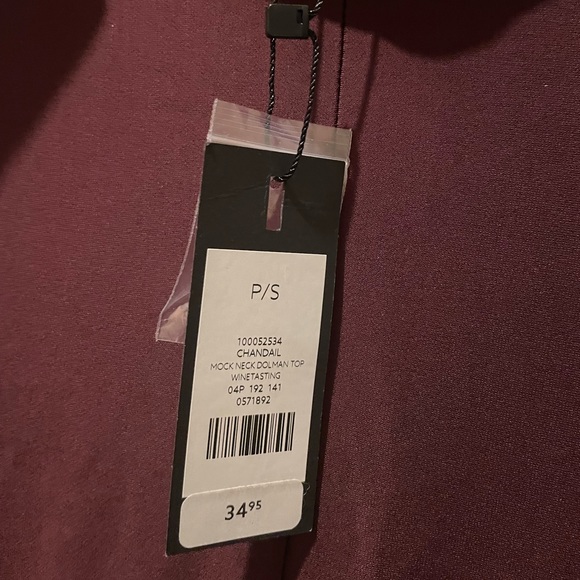 P/S
100052534
CHANDAIL
MOCK NECK DOLMAN TOP
WINETASTING
04P 192 141
0571892
34.95